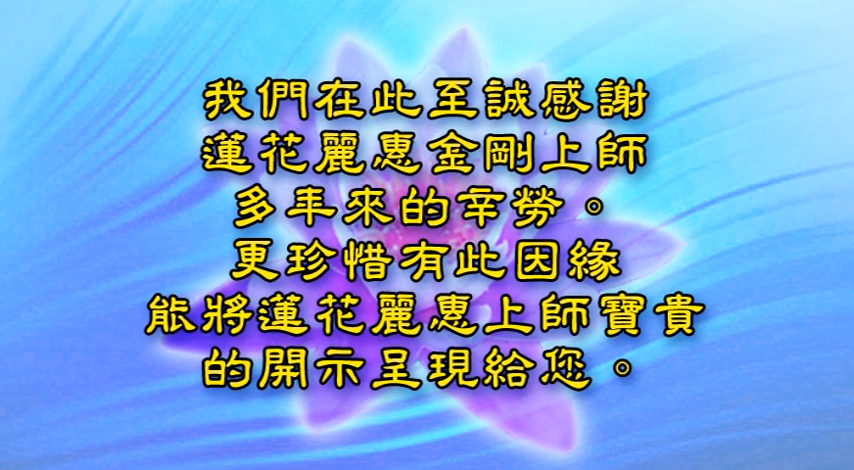 我們在此至誠感謝
蓮花麗惠金剛上師
多年來的辛勞。
更珍惜有此因緣
能將蓮花麗惠上師寶貴
的開示呈現給您。